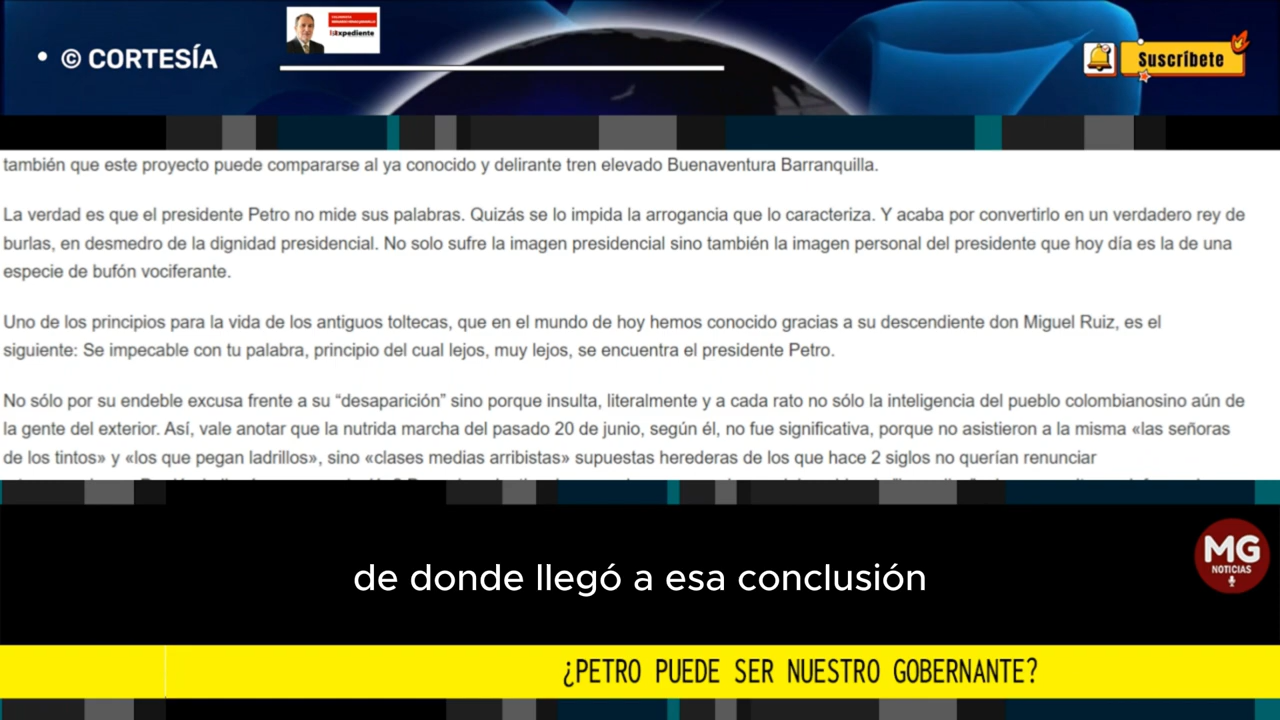 • © CORTESÍA
Expediente
Suscríbete
también que este proyecto puede compararse al ya conocido y delirante tren elevado Buenaventura Barranquilla.
La verdad es que el presidente Petro no mide sus palabras. Quizás se lo impida la arrogancia que lo caracteriza. Y acaba por convertirlo en un verdadero rey de
burlas, en desmedro de la dignidad presidencial. No solo sufre la imagen presidencial sino también la imagen personal del presidente que hoy día es la de una
especie de bufón vociferante.
Uno de los principios para la vida de los antiguos toltecas, que en el mundo de hoy hemos conocido gracias a su descendiente don Miguel Ruiz, es el
siguiente: Se impecable con tu palabra, principio del cual lejos, muy lejos, se encuentra el presidente Petro.
No sólo por su endeble excusa frente a su “desaparición” sino porque insulta, literalmente y a cada rato no sólo la inteligencia del pueblo colombianosino aún de
la gente del exterior. Así, vale anotar que la nutrida marcha del pasado 20 de junio, según él, no fue significativa, porque no asistieron a la misma «las señoras
de los tintos» y «los que pegan ladrillos», sino «clases medias arribistas» supuestas herederas de los que hace 2 siglos no querían renunciar
de donde llegó a esa conclusión
MG
NOTICIAS
¿PETRO PUEDE SER NUESTRO GOBERNANTE?